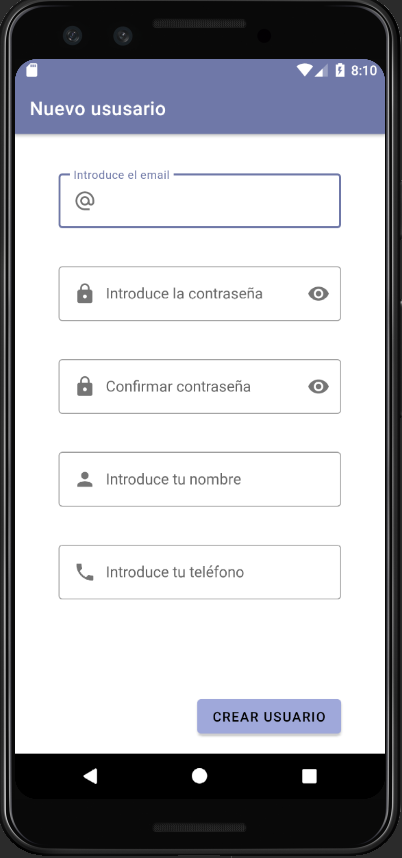 8:10
Nuevo ususario
Introduce el email
@
Introduce la contraseña
Confirmar contraseña
Introduce tu nombre
Introduce tu teléfono
CREAR USUARIO